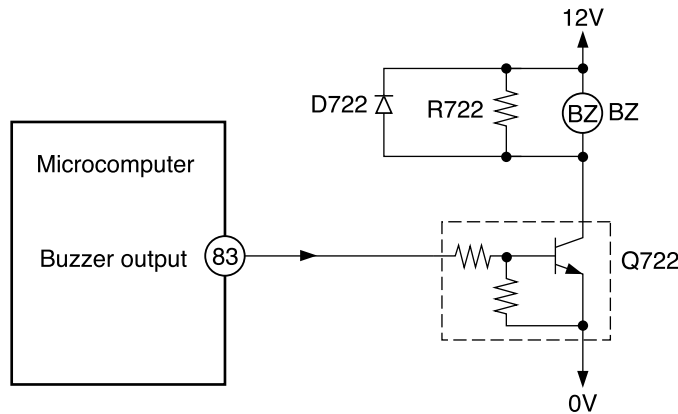 12V
D722
R722
BZ
BZ
Microcomputer
Buzzer output
83
Q722
0V